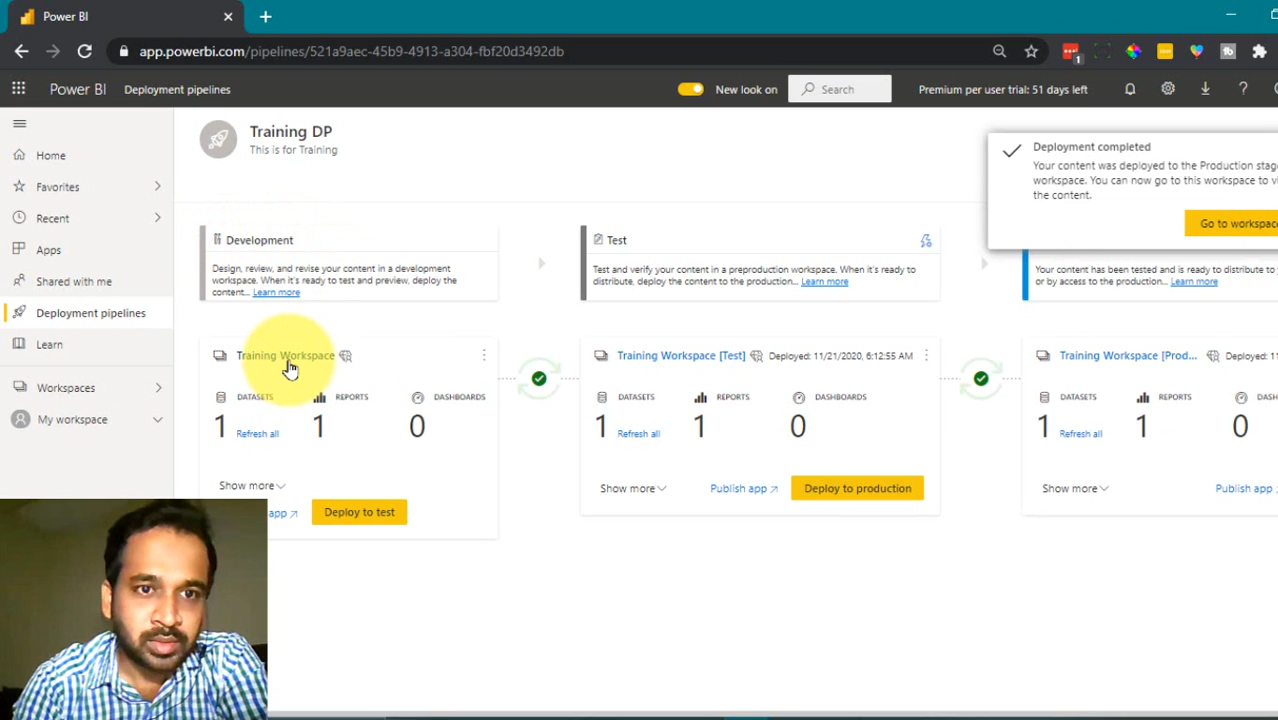 Power BI
app.powerbi.com/pipelines/521a9aec-45b9-4913-a304-fbf20d3492db
1
Power BI Deployment pipelines New look on Search Premium per user trial: 51 days left
Home
Favorites
Recent
Apps
Shared with me
Deployment pipelines
Learn
Workspaces
My workspace
Training DP
This is for Training
Deployment completed
Your content was deployed to the Production stage
workspace. You can now go to this workspace to vi
the content.
Go to workspace
Development
Design, review, and revise your content in a development
workspace. When it's ready to test and preview, deploy the
content... Learn more
Test
Test and verify your content in a preproduction workspace. When it's ready to
distribute, deploy the content to the production... Learn more
Your content has been tested and is ready to distribute to
or by access to the production... Learn more
Training Workspace
DATASETS REPORTS DASHBOARDS
1 Refresh all 1 0
Show more
app
Deploy to test
Training Workspace [Test] Deployed: 11/21/2020, 6:12:55 AM
DATASETS REPORTS DASHBOARDS
1 Refresh all 1 0
Show more Publish app Deploy to production
Training Workspace [Prod... Deployed: 11
DATASETS REPORTS DASH
1 Refresh all 1 0
Show more Publish app